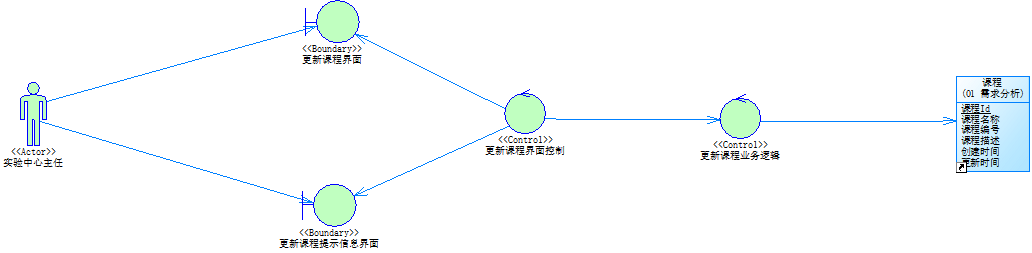 <<Boundary>>
更新课程界面
<<Actor>>
实验中心主任
<<Control>>
更新课程界面控制
<<Control>>
更新课程业务逻辑
课程
(01 需求分析)
课程Id
课程名称
课程编号
课程描述
创建时间
更新时间
<<Boundary>>
更新课程提示信息界面